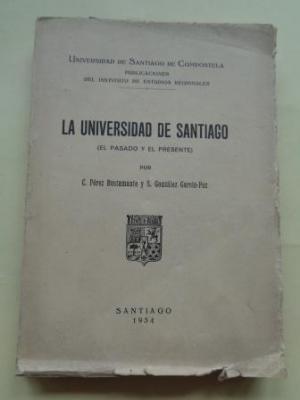 UNIVERSIDAD DE SANTIAGO DE COMPOSTELA
PUBLICACIONES
DEL INSTITUTO DE ESTUDIOS REGIONALES
LA UNIVERSIDAD DE SANTIAGO
(EL PASADO Y EL PRESENTE)
POR
C. Pérez Bustamante y S. González García-Paz
SANTIAGO
1934